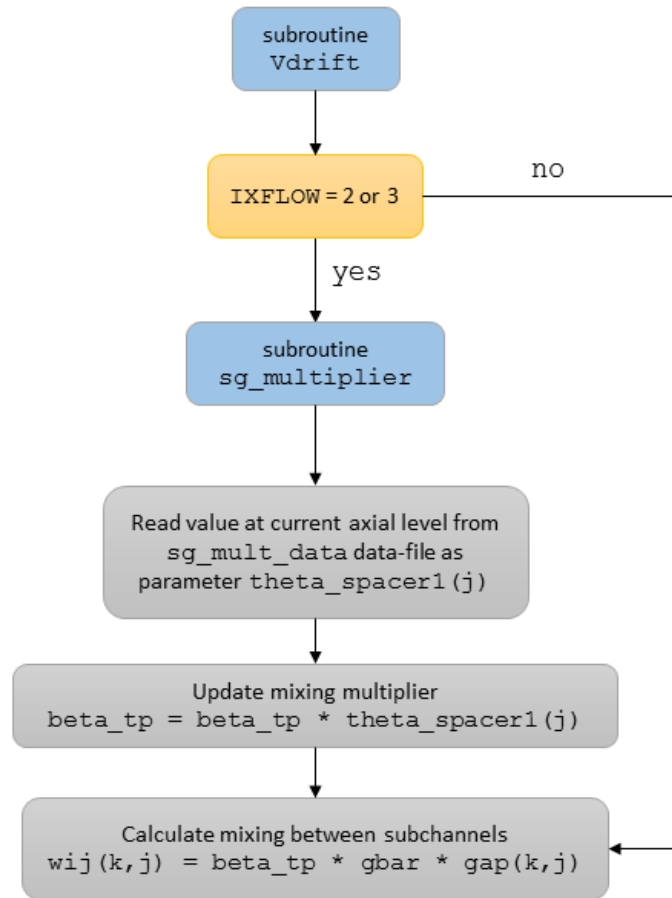 subroutine
Vdrift
IXFLOW = 2 or 3
no
yes
subroutine
sg_multiplier
Read value at current axial level from
sg_mult_data data-file as
parameter theta_spacer1(j)
Update mixing multiplier
beta_tp = beta_tp * theta_spacer1(j)
Calculate mixing between subchannels
wij(k,j) = beta_tp * gbar * gap(k,j)